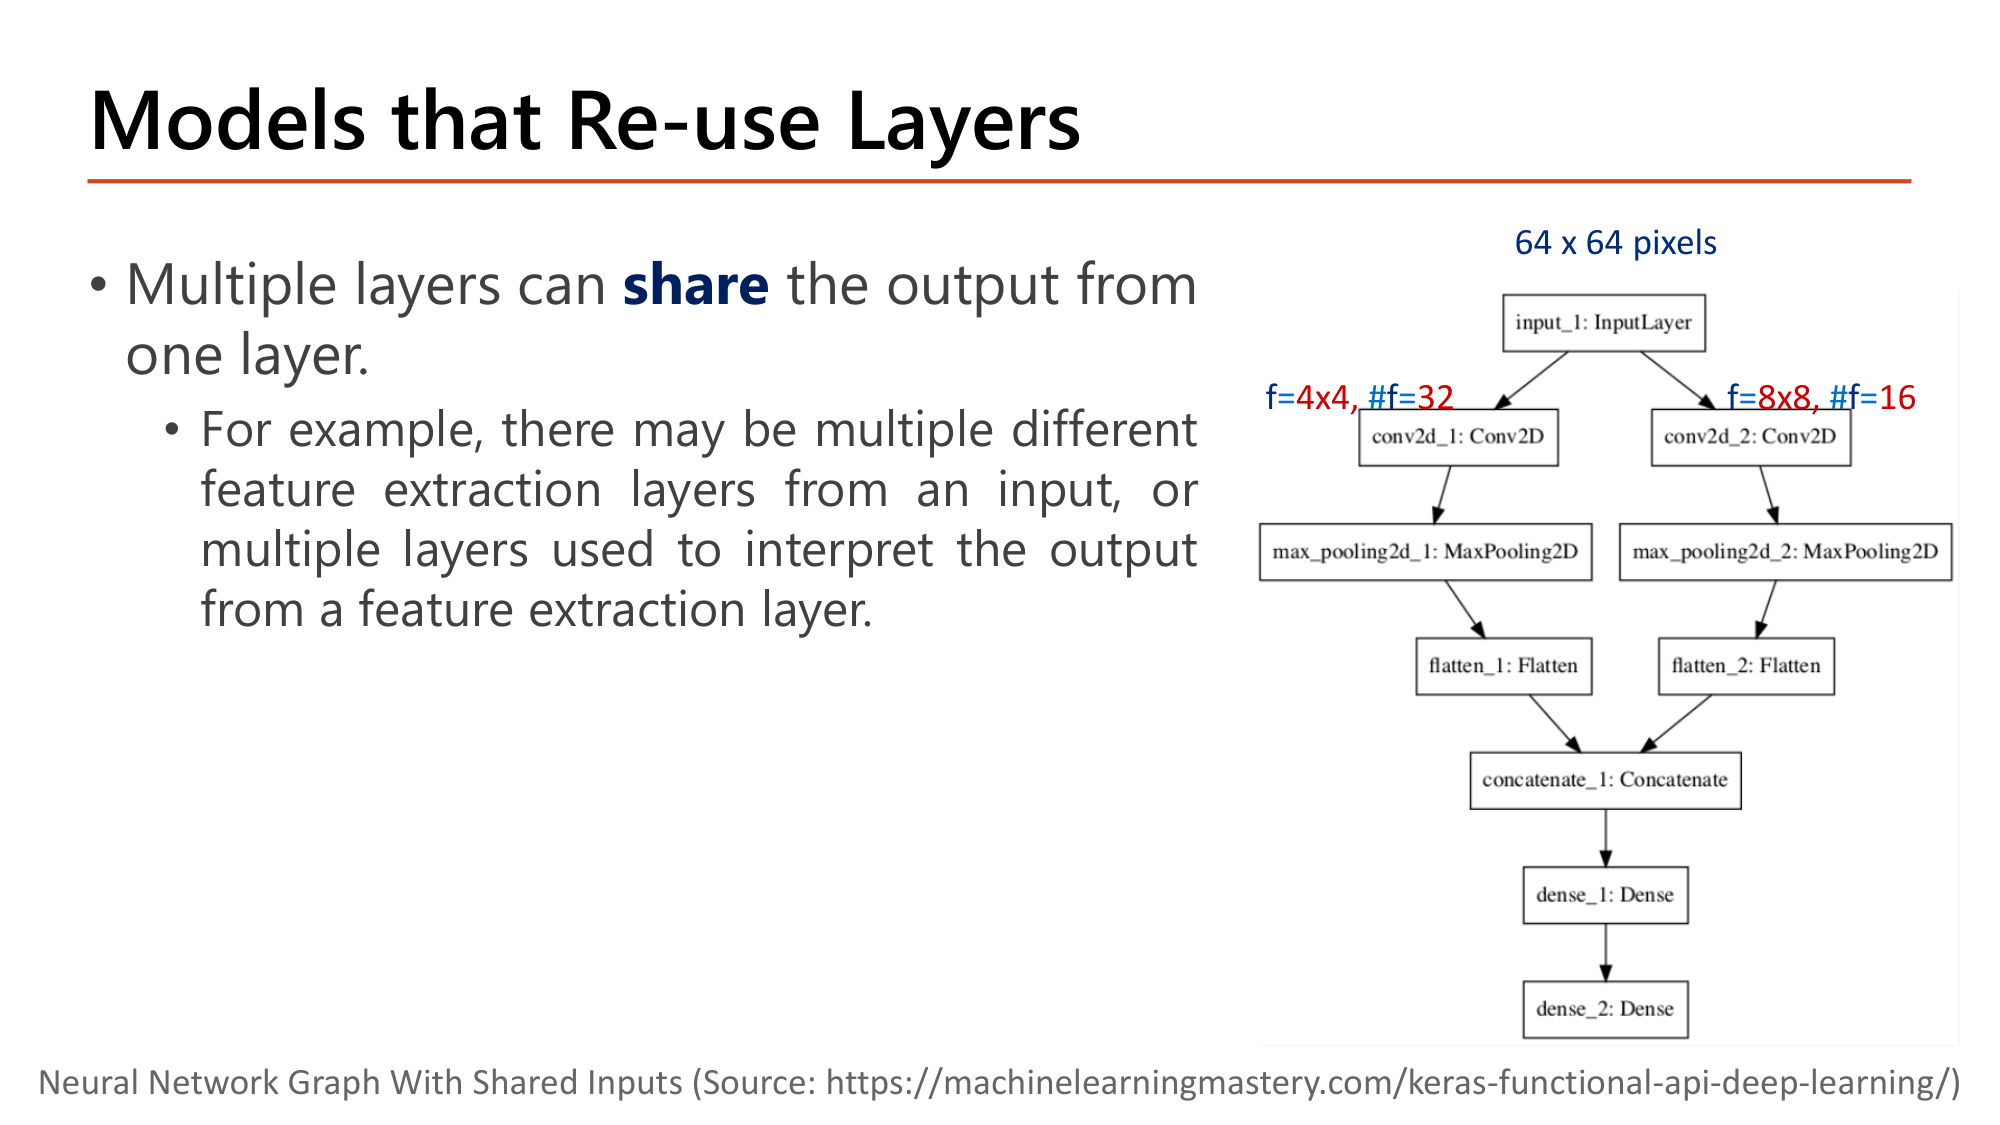 Models that Re-use Layers
• Multiple layers can share the output from
one layer.
• For example, there may be multiple different
feature extraction layers from an input, or
multiple layers used to interpret the output
from a feature extraction layer.
64 x 64 pixels
input_1: InputLayer
f=4x4, #f=32
f=8x8, #f=16
conv2d_1: Conv2D
conv2d_2: Conv2D
max_pooling2d_1: MaxPooling2D
max_pooling2d_2: MaxPooling2D
flatten_1: Flatten
flatten_2: Flatten
concatenate_1: Concatenate
dense_1: Dense
dense_2: Dense
Neural Network Graph With Shared Inputs (Source: https://machinelearningmastery.com/keras-functional-api-deep-learning/)